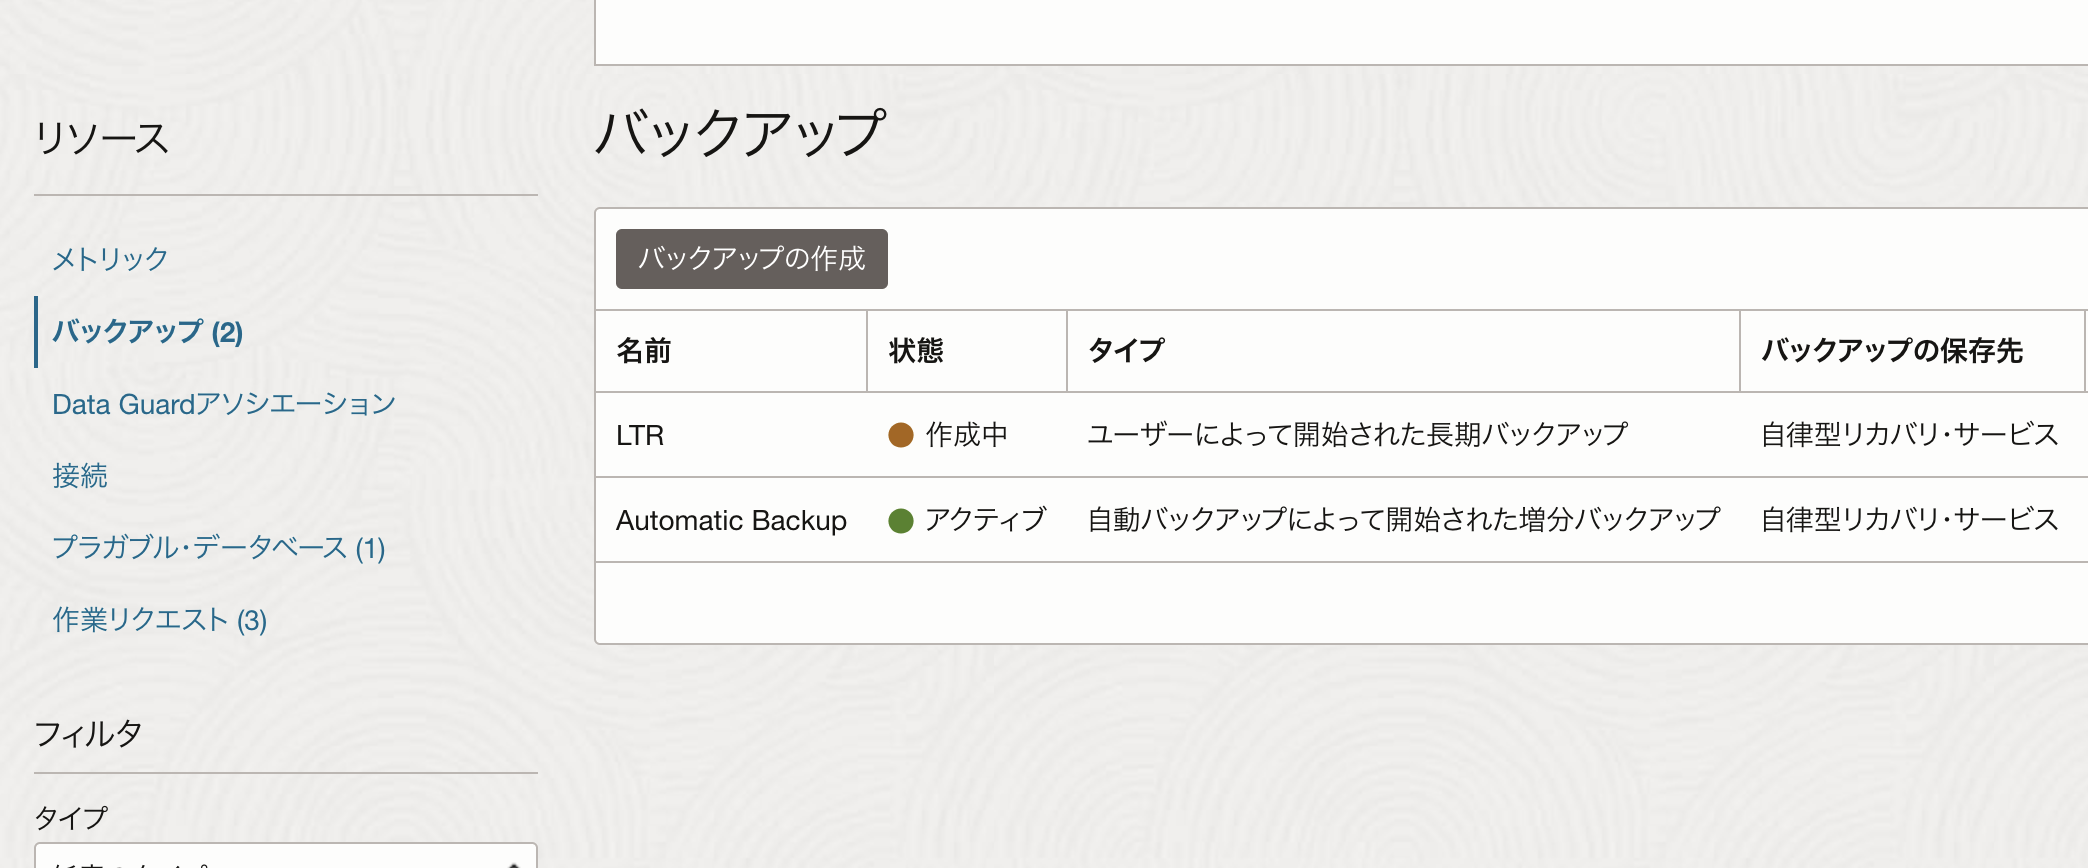 リソース
メトリック
バックアップ (2)
Data Guardアソシエーション
接続
プラガブル・データベース (1)
作業リクエスト (3)
フィルタ
タイプ
バックアップ
バックアップの作成
名前 状態 タイプ バックアップの保存先
LTR 作成中 ユーザーによって開始された長期バックアップ 自律型リカバリ・サービス
Automatic Backup アクティブ 自動バックアップによって開始された増分バックアップ 自律型リカバリ・サービス